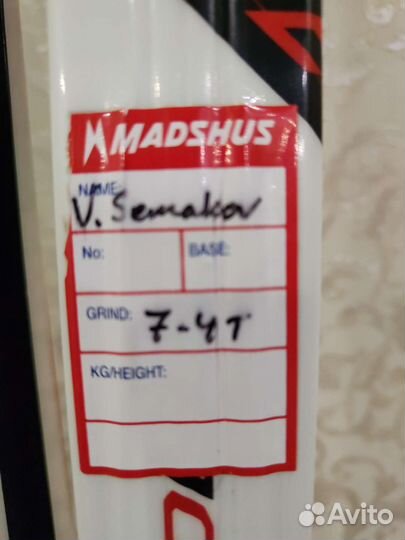 MADSHUS
NAME:
V. Semakov
No: BASE:
GRIND: 7-4T
KG/HEIGHT:
Avito